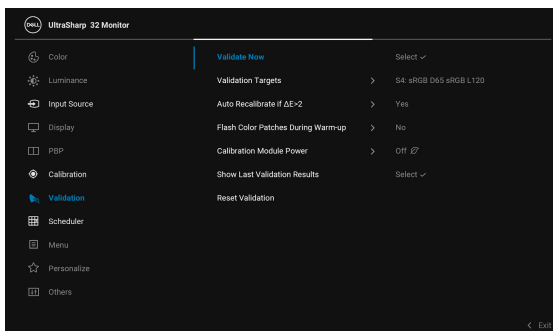 DELL UltraSharp 32 Monitor
Color
Luminance
Input Source
Display
PBP
Calibration
Validation
Scheduler
Menu
Personalize
Others
Validate Now Select ✓
Validation Targets > S4: sRGB D65 sRGB L120
Auto Recalibrate if ΔE>2 > Yes
Flash Color Patches During Warm-up > No
Calibration Module Power > Off
Show Last Validation Results Select ✓
Reset Validation
< Exit